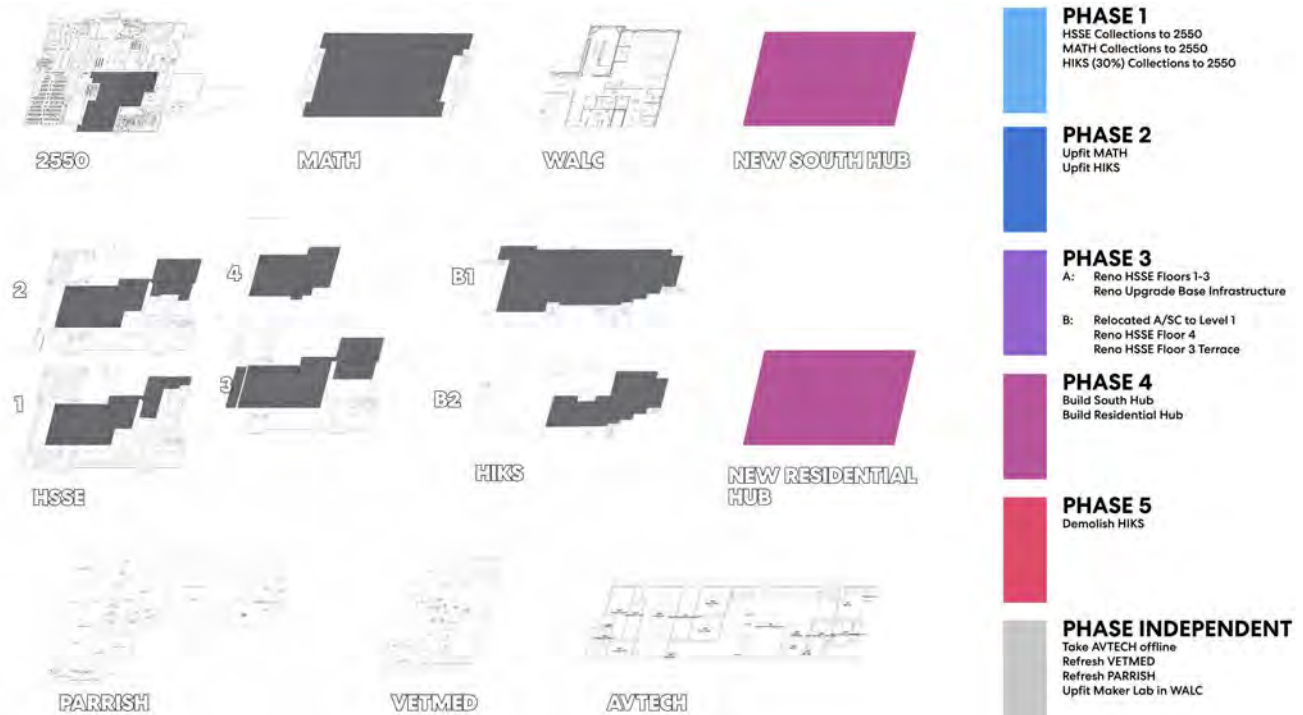 2550
MATH
WALC
NEW SOUTH HUB
2
4
B1
1
3
B2
HSSE
HIKS
NEW RESIDENTIAL
HUB
PARRISH
VETMED
AVTECH
PHASE 1
HSSE Collections to 2550
MATH Collections to 2550
HIKS (30%) Collections to 2550
PHASE 2
Upfit MATH
Upfit HIKS
PHASE 3
A: Reno HSSE Floors 1-3
Reno Upgrade Base Infrastructure
B: Relocated A/SC to Level 1
Reno HSSE Floor 4
Reno HSSE Floor 3 Terrace
PHASE 4
Build South Hub
Build Residential Hub
PHASE 5
Demolish HIKS
PHASE INDEPENDENT
Take AVTECH offline
Refresh VETMED
Refresh PARRISH
Upfit Maker Lab in WALC